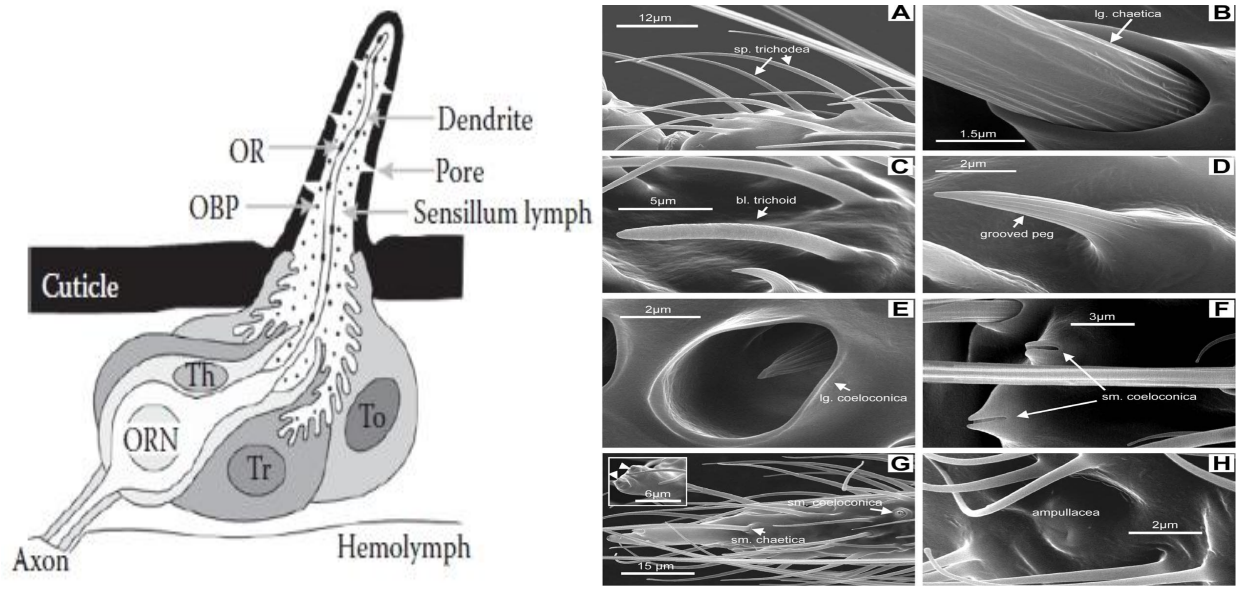 OR
OBP
Dendrite
Pore
Sensillum lymph
Cuticle
Th
ORN
To
Tr
Axon
Hemolymph
A
12µm
sp. trichodea
B
lg. chaetica
1.5µm
C
5µm
bl. trichoid
D
2µm
grooved peg
E
2µm
lg. coeloconica
F
3µm
sm. coeloconica
G
6µm
sm. coeloconica
sm. chaetica
15 µm
H
ampullacea
2µm